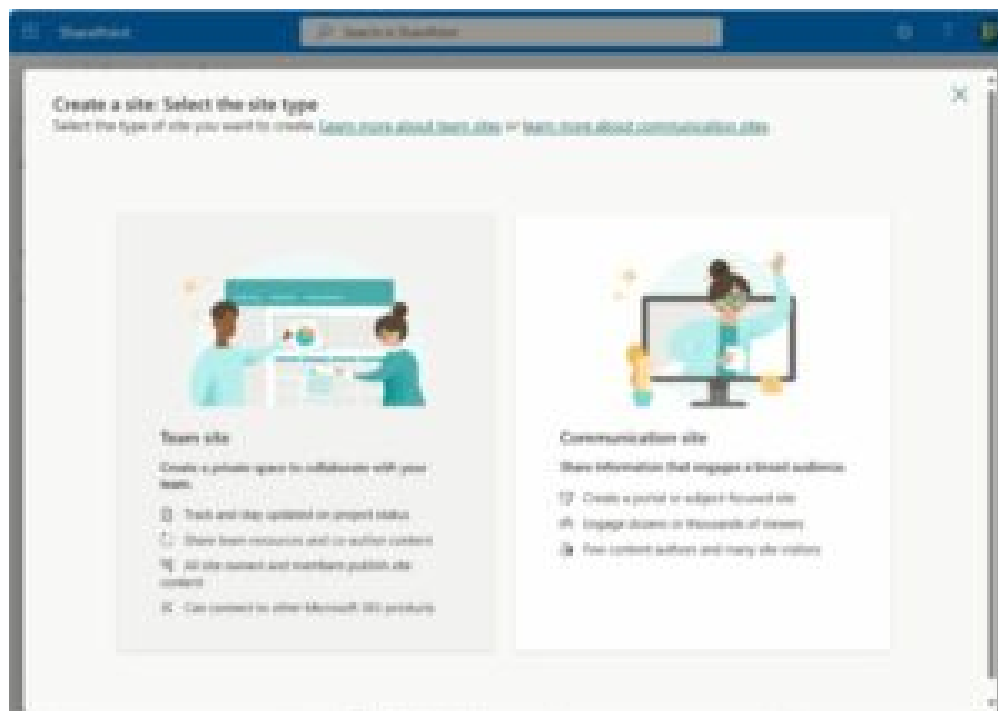 SharePoint
Search in SharePoint
Create a site: Select the site type
Select the type of site you want to create. Learn more about team sites or learn more about communication sites
Team site
Create a private space to collaborate with your
team.
Track and stay updated on project status
Share team resources and co-author content
All site owners and members publish site
content
Can connect to other Microsoft 365 products
Communication site
Share information that engages a broad audience.
Create a portal or subject-focused site
Engage dozens or thousands of viewers
Few content authors and many site visitors